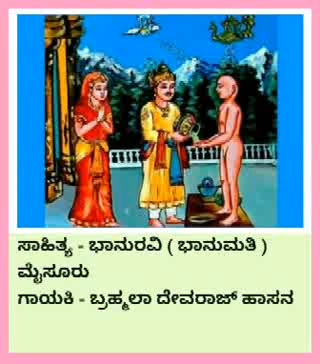 ಸಾಹಿತ್ಯ - ಭಾನುರವಿ ( ಭಾನುಮತಿ )
ಮೈಸೂರು
ಗಾಯಕಿ - ಬ್ರಹ್ಮಲಾ ದೇವರಾಜ್ ಹಾಸನ